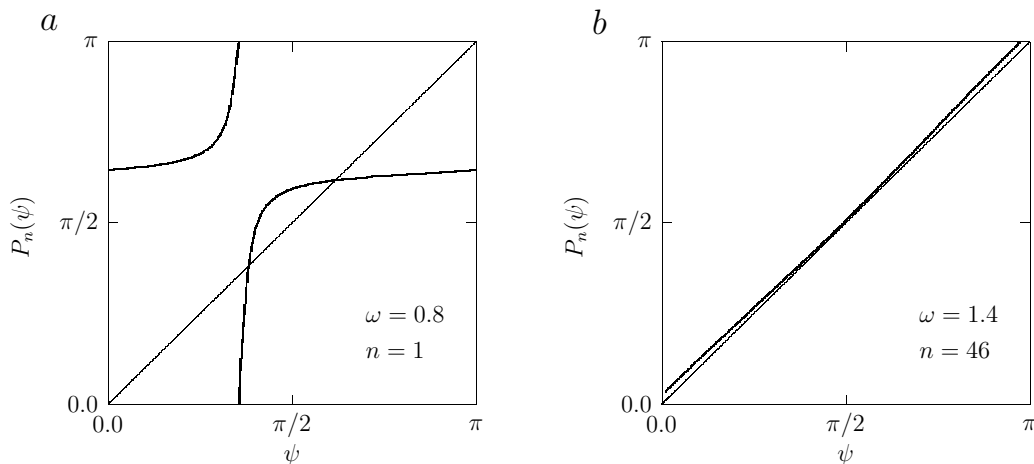 a
π
π/2
0.0
P_n(ψ)
0.0
π/2
π
ψ
ω = 0.8
n = 1
b
π
π/2
0.0
P_n(ψ)
0.0
π/2
π
ψ
ω = 1.4
n = 46